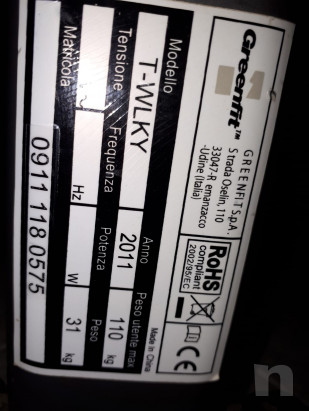 Greenfit™
GREENFIT S.p.A.
Strada Oselin, 110
33047-Remanzacco
-Udine (Italia)
RoHS
compliant
2002/95/EC
CE
Modello
Anno
Peso utente max
Made in China
T-WLKY
2011
110 kg
Tensione
Frequenza
Potenza
Peso
Hz
W
31 kg
Matricola
0911 118 0575
n